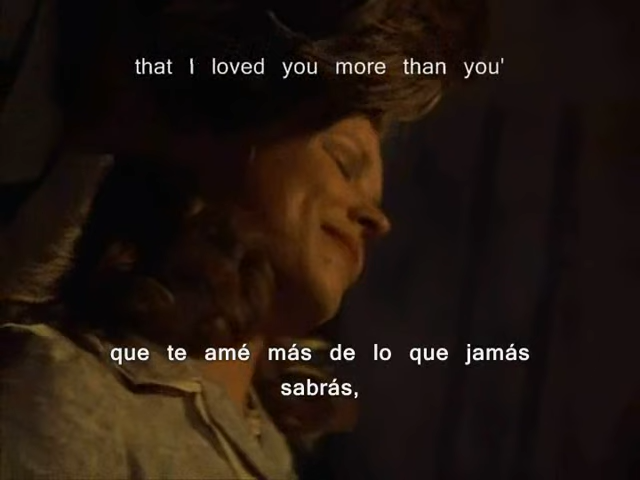 that I loved you more than you'
que te amé más de lo que jamás
sabrás,